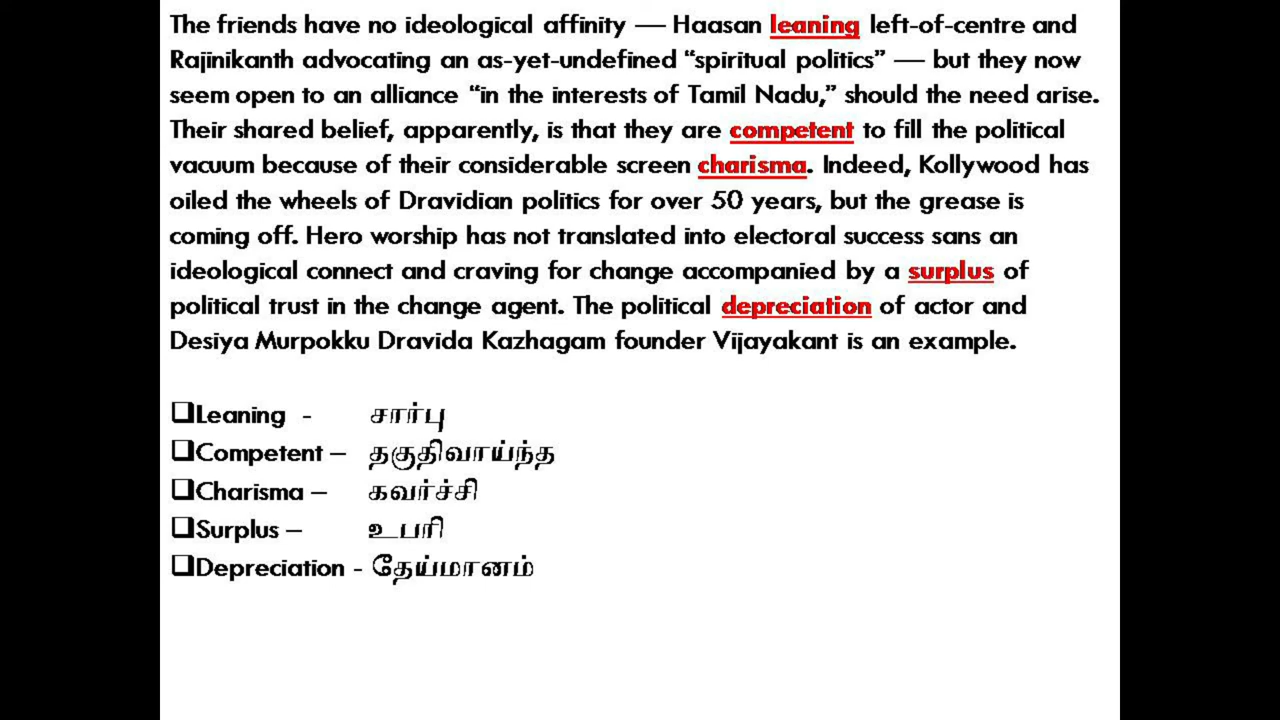 The friends have no ideological affinity — Haasan leaning left-of-centre and
Rajinikanth advocating an as-yet-undefined “spiritual politics” — but they now
seem open to an alliance “in the interests of Tamil Nadu,” should the need arise.
Their shared belief, apparently, is that they are competent to fill the political
vacuum because of their considerable screen charisma. Indeed, Kollywood has
oiled the wheels of Dravidian politics for over 50 years, but the grease is
coming off. Hero worship has not translated into electoral success sans an
ideological connect and craving for change accompanied by a surplus of
political trust in the change agent. The political depreciation of actor and
Desiya Murpokku Dravida Kazhagam founder Vijayakant is an example.
❑Leaning - சார்பு
❑Competent – தகுதிவாய்ந்த
❑Charisma – கவர்ச்சி
❑Surplus – உபரி
❑Depreciation - தேய்மானம்